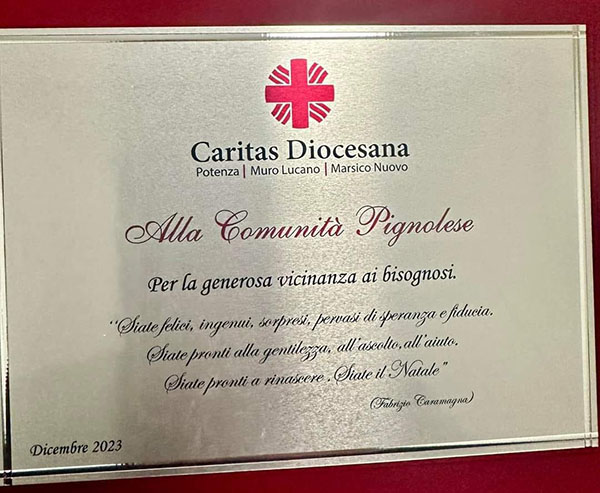 Caritas Diocesana
Potenza | Muro Lucano | Marsico Nuovo
Alla Comunità Pignolese
Per la generosa vicinanza ai bisognosi.
“Siate felici, ingenui, sorpresi, pervasi di speranza e fiducia.
Siate pronti alla gentilezza, all'ascolto, all'aiuto.
Siate pronti a rinascere . Siate il Natale”
(Fabrizio Caramagna)
Dicembre 2023